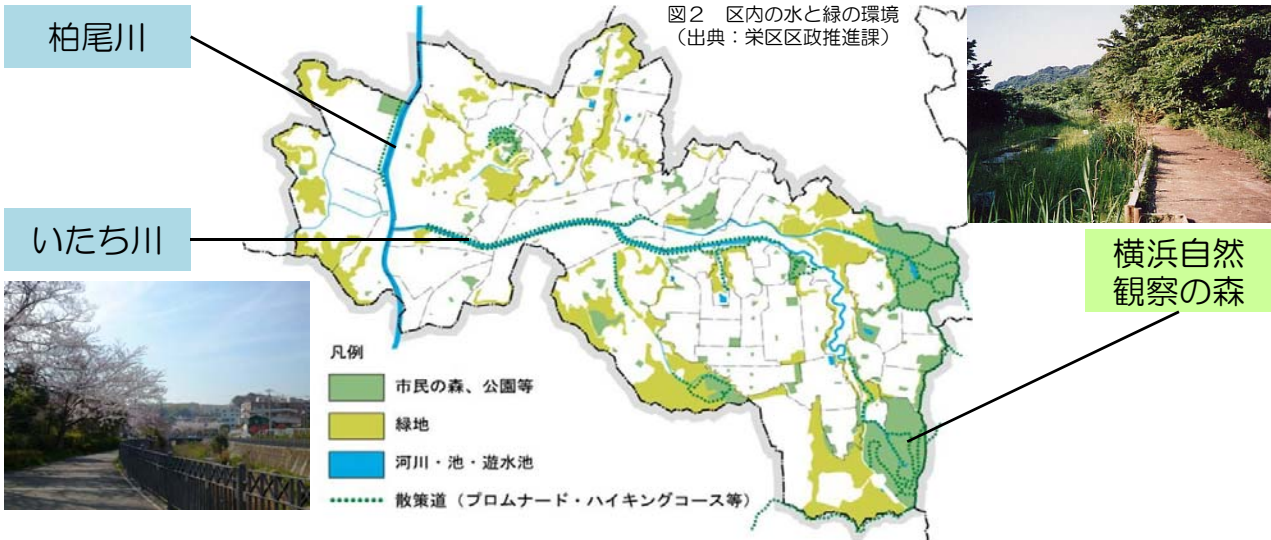 図2　区内の水と緑の環境
（出典：栄区区政推進課）
柏尾川
いたち川
横浜自然
観察の森
凡例
市民の森、公園等
緑地
河川・池・遊水池
散策道（プロムナード・ハイキングコース等）